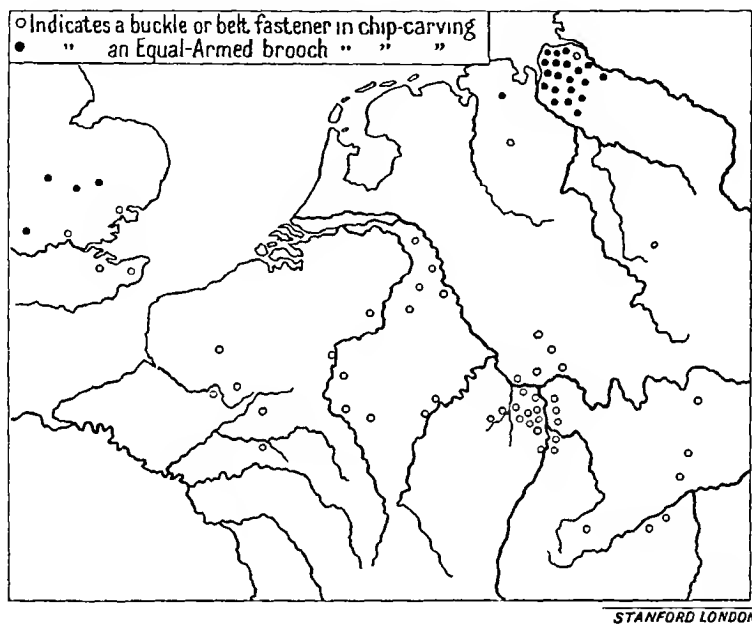 ○ Indicates a buckle or belt fastener in chip-carving
● " an Equal-Armed brooch " " "
STANFORD LONDON